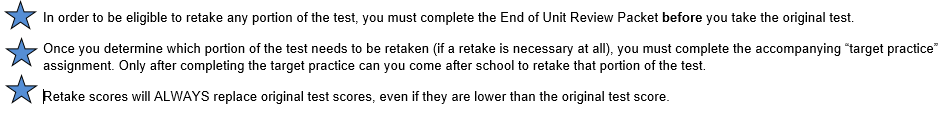 In order to be eligible to retake any portion of the test, you must complete the End of Unit Review Packet before you take the original test.
Once you determine which portion of the test needs to be retaken (if a retake is necessary at all), you must complete the accompanying “target practice”
assignment. Only after completing the target practice can you come after school to retake that portion of the test.
Retake scores will ALWAYS replace original test scores, even if they are lower than the original test score.